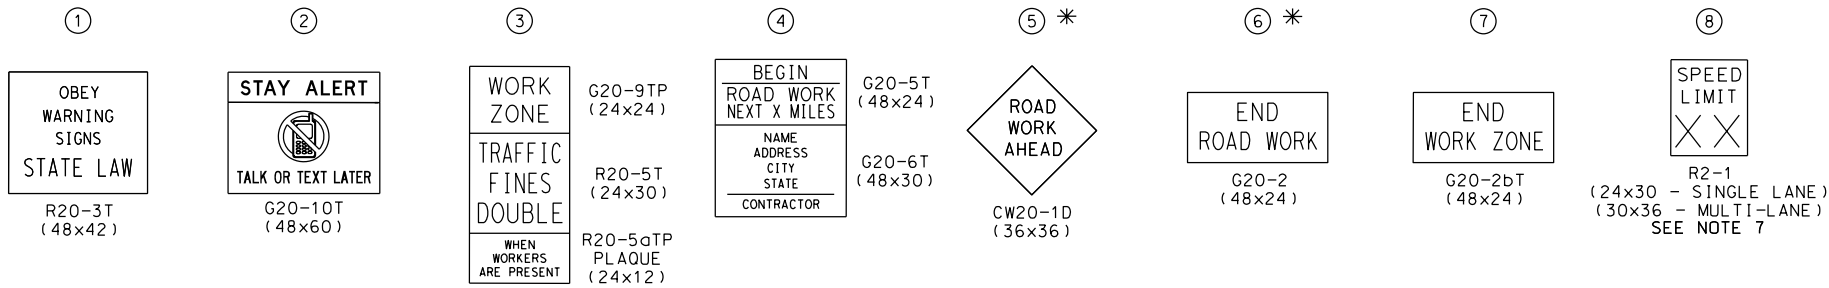 1
OBEY
WARNING
SIGNS
STATE LAW
R20-3T
(48x42)
2
STAY ALERT
TALK OR TEXT LATER
G20-10T
(48x60)
3
WORK
ZONE
G20-9TP
(24x24)
TRAFFIC
FINES
DOUBLE
R20-5T
(24x30)
WHEN
WORKERS
ARE PRESENT
R20-5aTP
PLAQUE
(24x12)
4
BEGIN
ROAD WORK
NEXT X MILES
G20-5T
(48x24)
NAME
ADDRESS
CITY
STATE
CONTRACTOR
G20-6T
(48x30)
5 *
ROAD
WORK
AHEAD
CW20-1D
(36x36)
6 *
END
ROAD WORK
G20-2
(48x24)
7
END
WORK ZONE
G20-2bT
(48x24)
8
SPEED
LIMIT
X X
R2-1
(24x30 - SINGLE LANE)
(30x36 - MULTI-LANE)
SEE NOTE 7